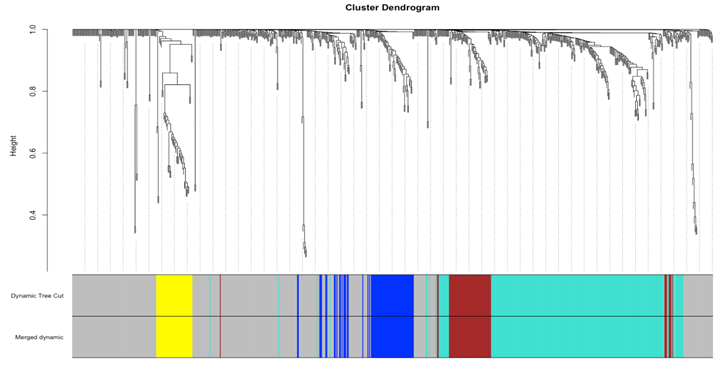 Cluster Dendrogram
Height
1.0
0.8
0.6
0.4
Dynamic Tree Cut
Merged dynamic